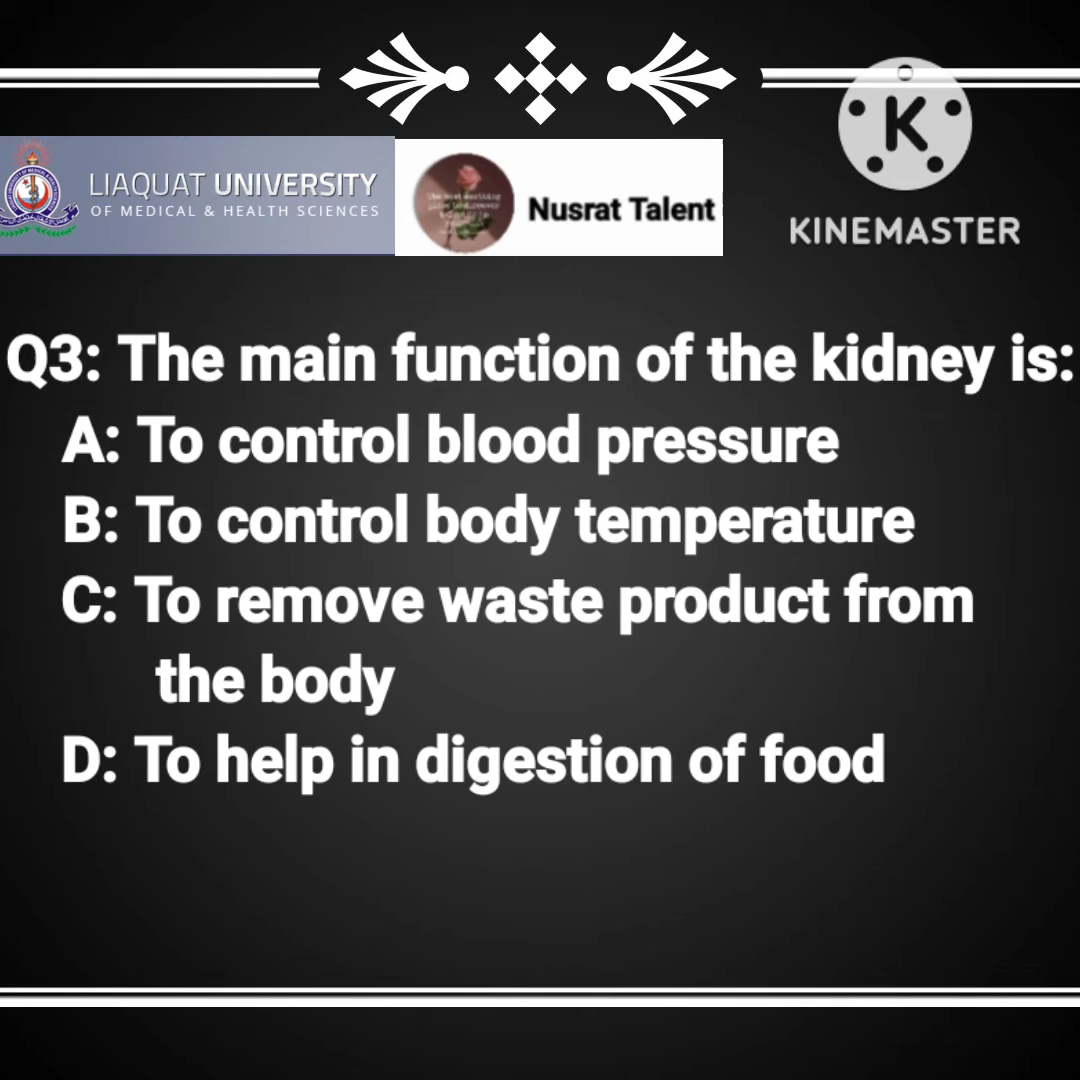 LIAQUAT UNIVERSITY
OF MEDICAL & HEALTH SCIENCES
Nusrat Talent
K
KINEMASTER
Q3: The main function of the kidney is:
A: To control blood pressure
B: To control body temperature
C: To remove waste product from
the body
D: To help in digestion of food